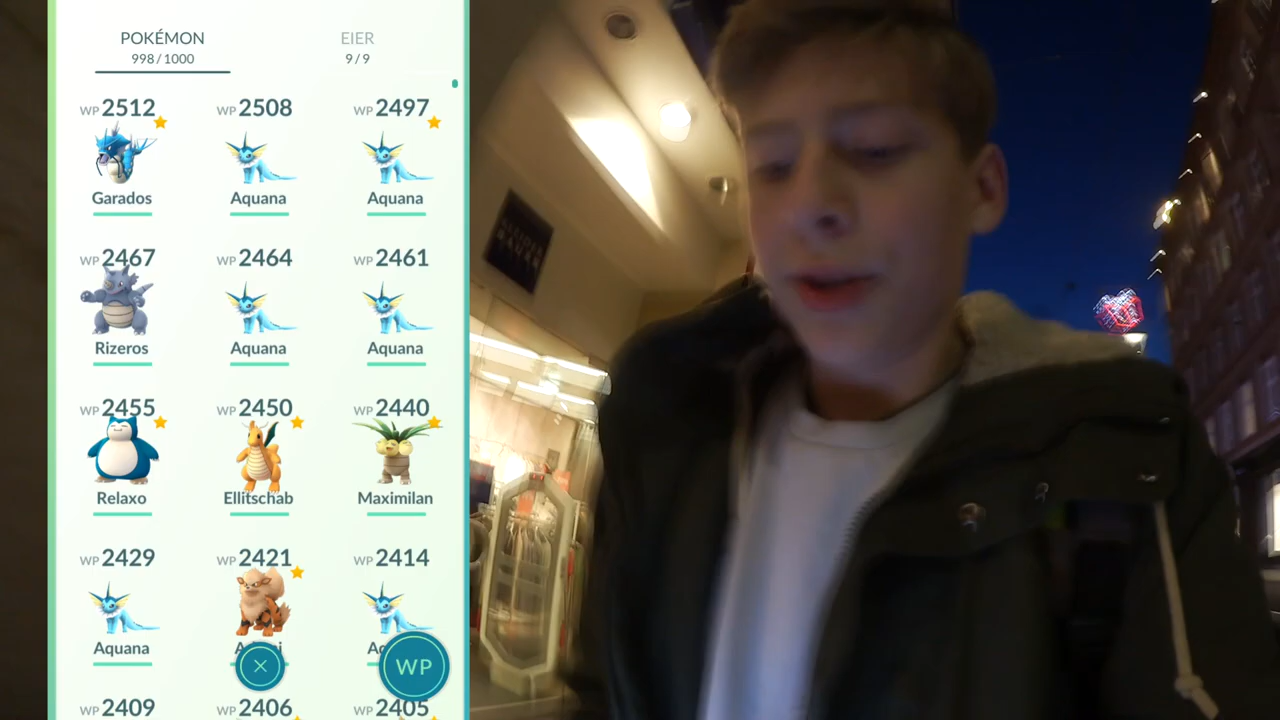 POKÉMON EIER
998 / 1000 9 / 9
WP 2512 WP 2508 WP 2497
Garados Aquana Aquana
WP 2467 WP 2464 WP 2461
Rizeros Aquana Aquana
WP 2455 WP 2450 WP 2440
Relaxo Ellitschab Maximilan
WP 2429 WP 2421 WP 2414
Aquana
WP
WP 2409 WP 2406 WP 2405